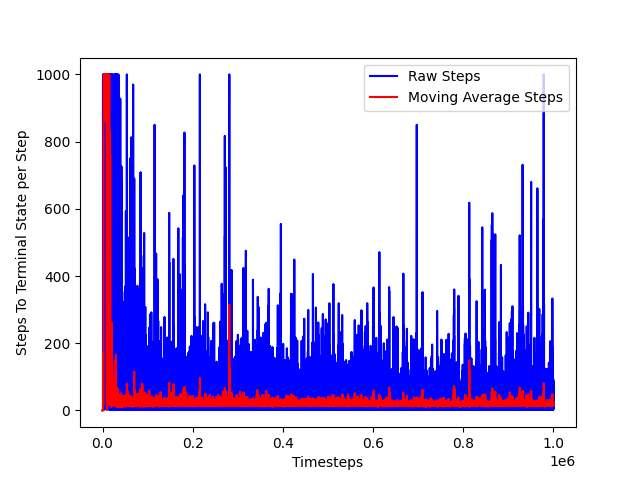 Raw Steps
Moving Average Steps
Steps To Terminal State per Step
1000
800
600
400
200
0
0.0 0.2 0.4 0.6 0.8 1.0
1e6
Timesteps